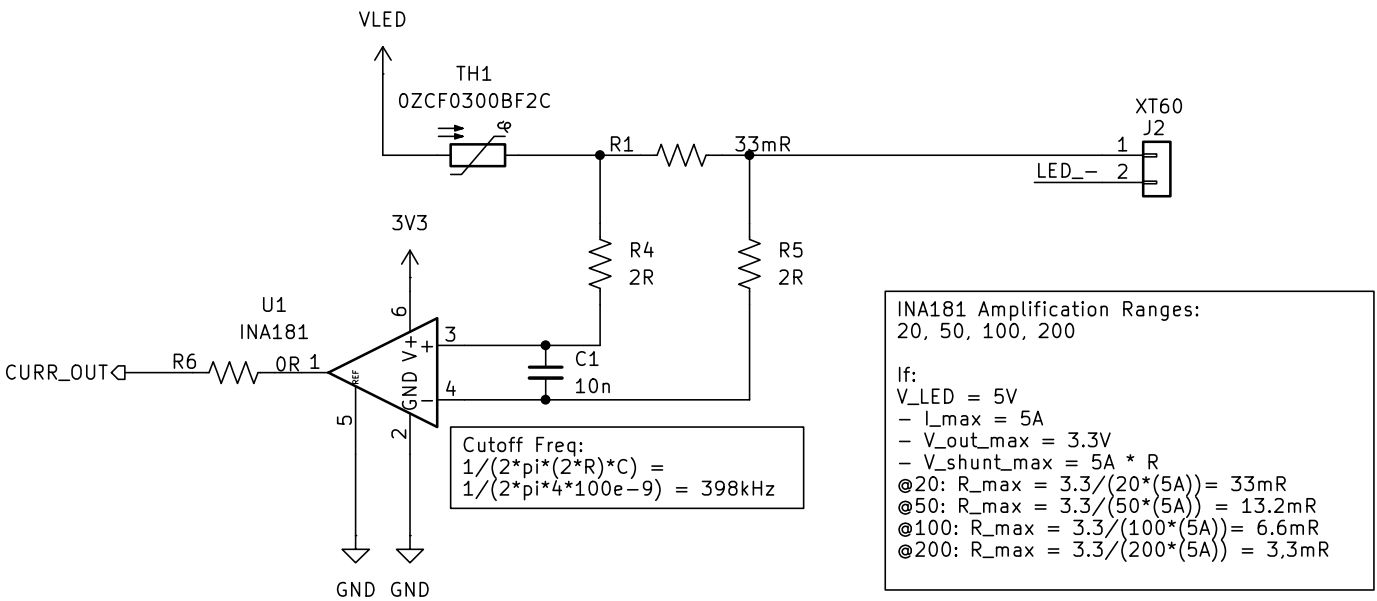 VLED
TH1
0ZCF0300BF2C
XT60
J2
R1
33mR
1
LED_- 2
3V3
R4
2R
R5
2R
U1
INA181
6
3
V+
+
REF
GND
-
4
C1
10n
CURR_OUT
R6
0R 1
5
2
GND GND
Cutoff Freq:
1/(2*pi*(2*R)*C) =
1/(2*pi*4*100e-9) = 398kHz
INA181 Amplification Ranges:
20, 50, 100, 200
If:
V_LED = 5V
- I_max = 5A
- V_out_max = 3.3V
- V_shunt_max = 5A * R
@20: R_max = 3.3/(20*(5A))= 33mR
@50: R_max = 3.3/(50*(5A)) = 13.2mR
@100: R_max = 3.3/(100*(5A))= 6.6mR
@200: R_max = 3.3/(200*(5A)) = 3,3mR